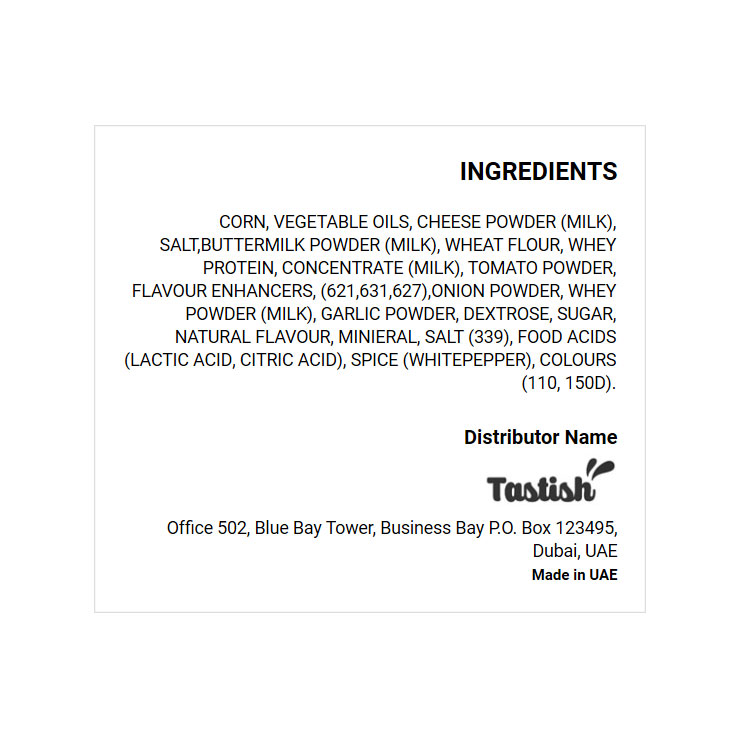 INGREDIENTS
CORN, VEGETABLE OILS, CHEESE POWDER (MILK),
SALT,BUTTERMILK POWDER (MILK), WHEAT FLOUR, WHEY
PROTEIN, CONCENTRATE (MILK), TOMATO POWDER,
FLAVOUR ENHANCERS, (621,631,627),ONION POWDER, WHEY
POWDER (MILK), GARLIC POWDER, DEXTROSE, SUGAR,
NATURAL FLAVOUR, MINIERAL, SALT (339), FOOD ACIDS
(LACTIC ACID, CITRIC ACID), SPICE (WHITEPEPPER), COLOURS
(110, 150D).
Distributor Name
Tastish
Office 502, Blue Bay Tower, Business Bay P.O. Box 123495,
Dubai, UAE
Made in UAE